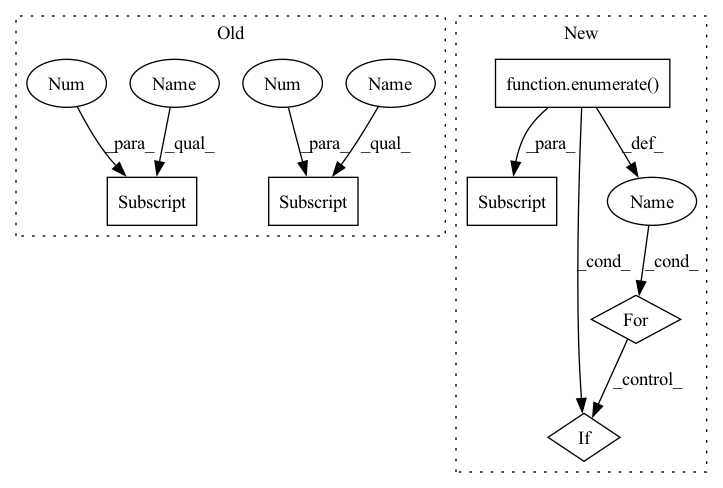 Old
New
Num
Name
Num
Name
function.enumerate()
_para_
_qual_
_para_
_qual_
_para_
_def_
Subscript
Subscript
Subscript
Name
_cond_
_cond_
For
_control_
If